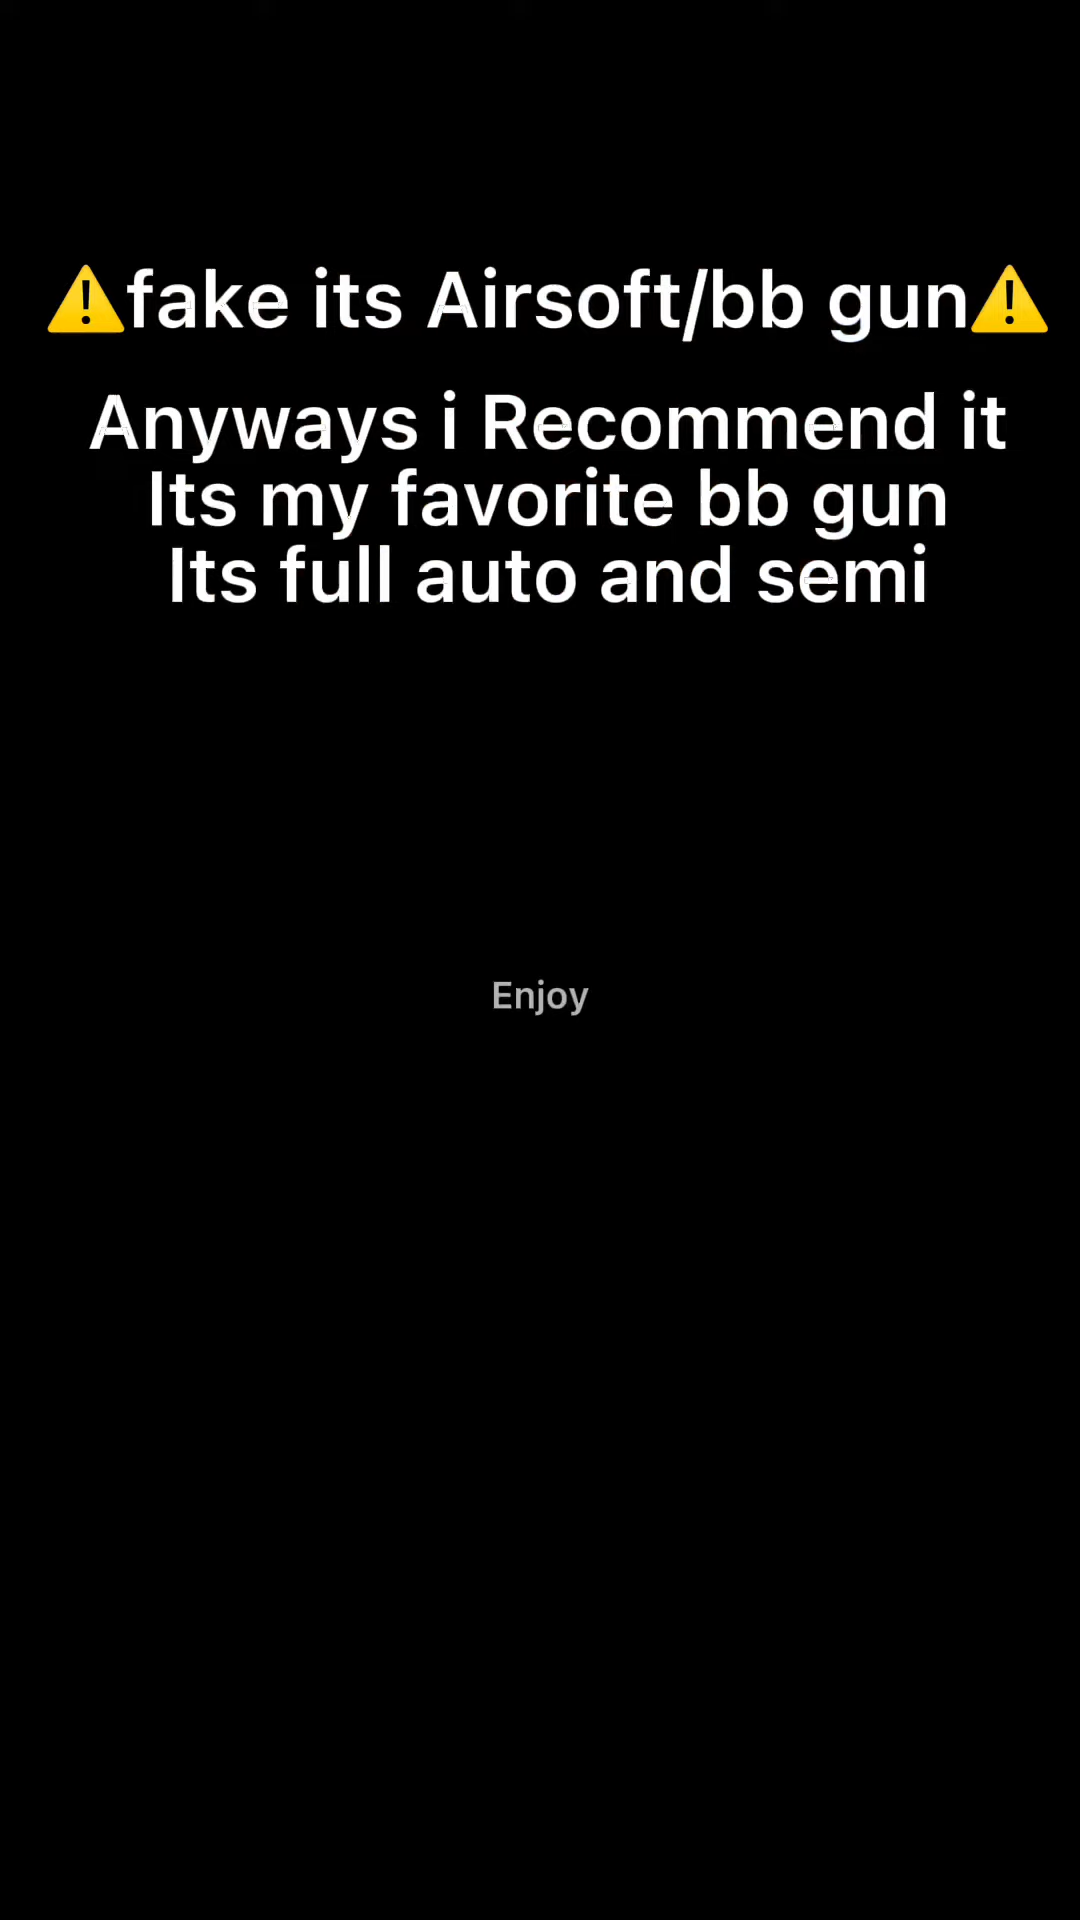 ⚠️fake its Airsoft/bb gun⚠️
Anyways i Recommend it
Its my favorite bb gun
Its full auto and semi
Enjoy